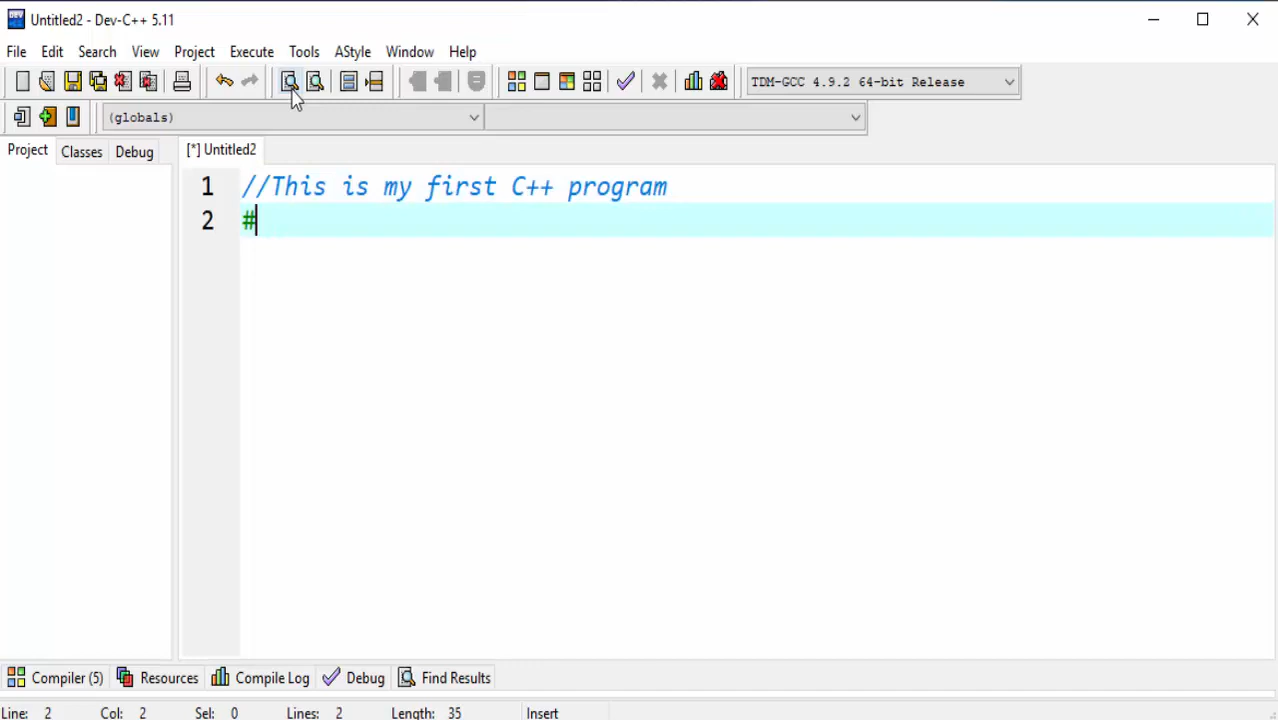 Untitled2 - Dev-C++ 5.11
File Edit Search View Project Execute Tools AStyle Window Help
TDM-GCC 4.9.2 64-bit Release
(globals)
Project Classes Debug [*] Untitled2
1 //This is my first C++ program
2 #
Compiler (5) Resources Compile Log Debug Find Results
Line: 2 Col: 2 Sel: 0 Lines: 2 Length: 35 Insert